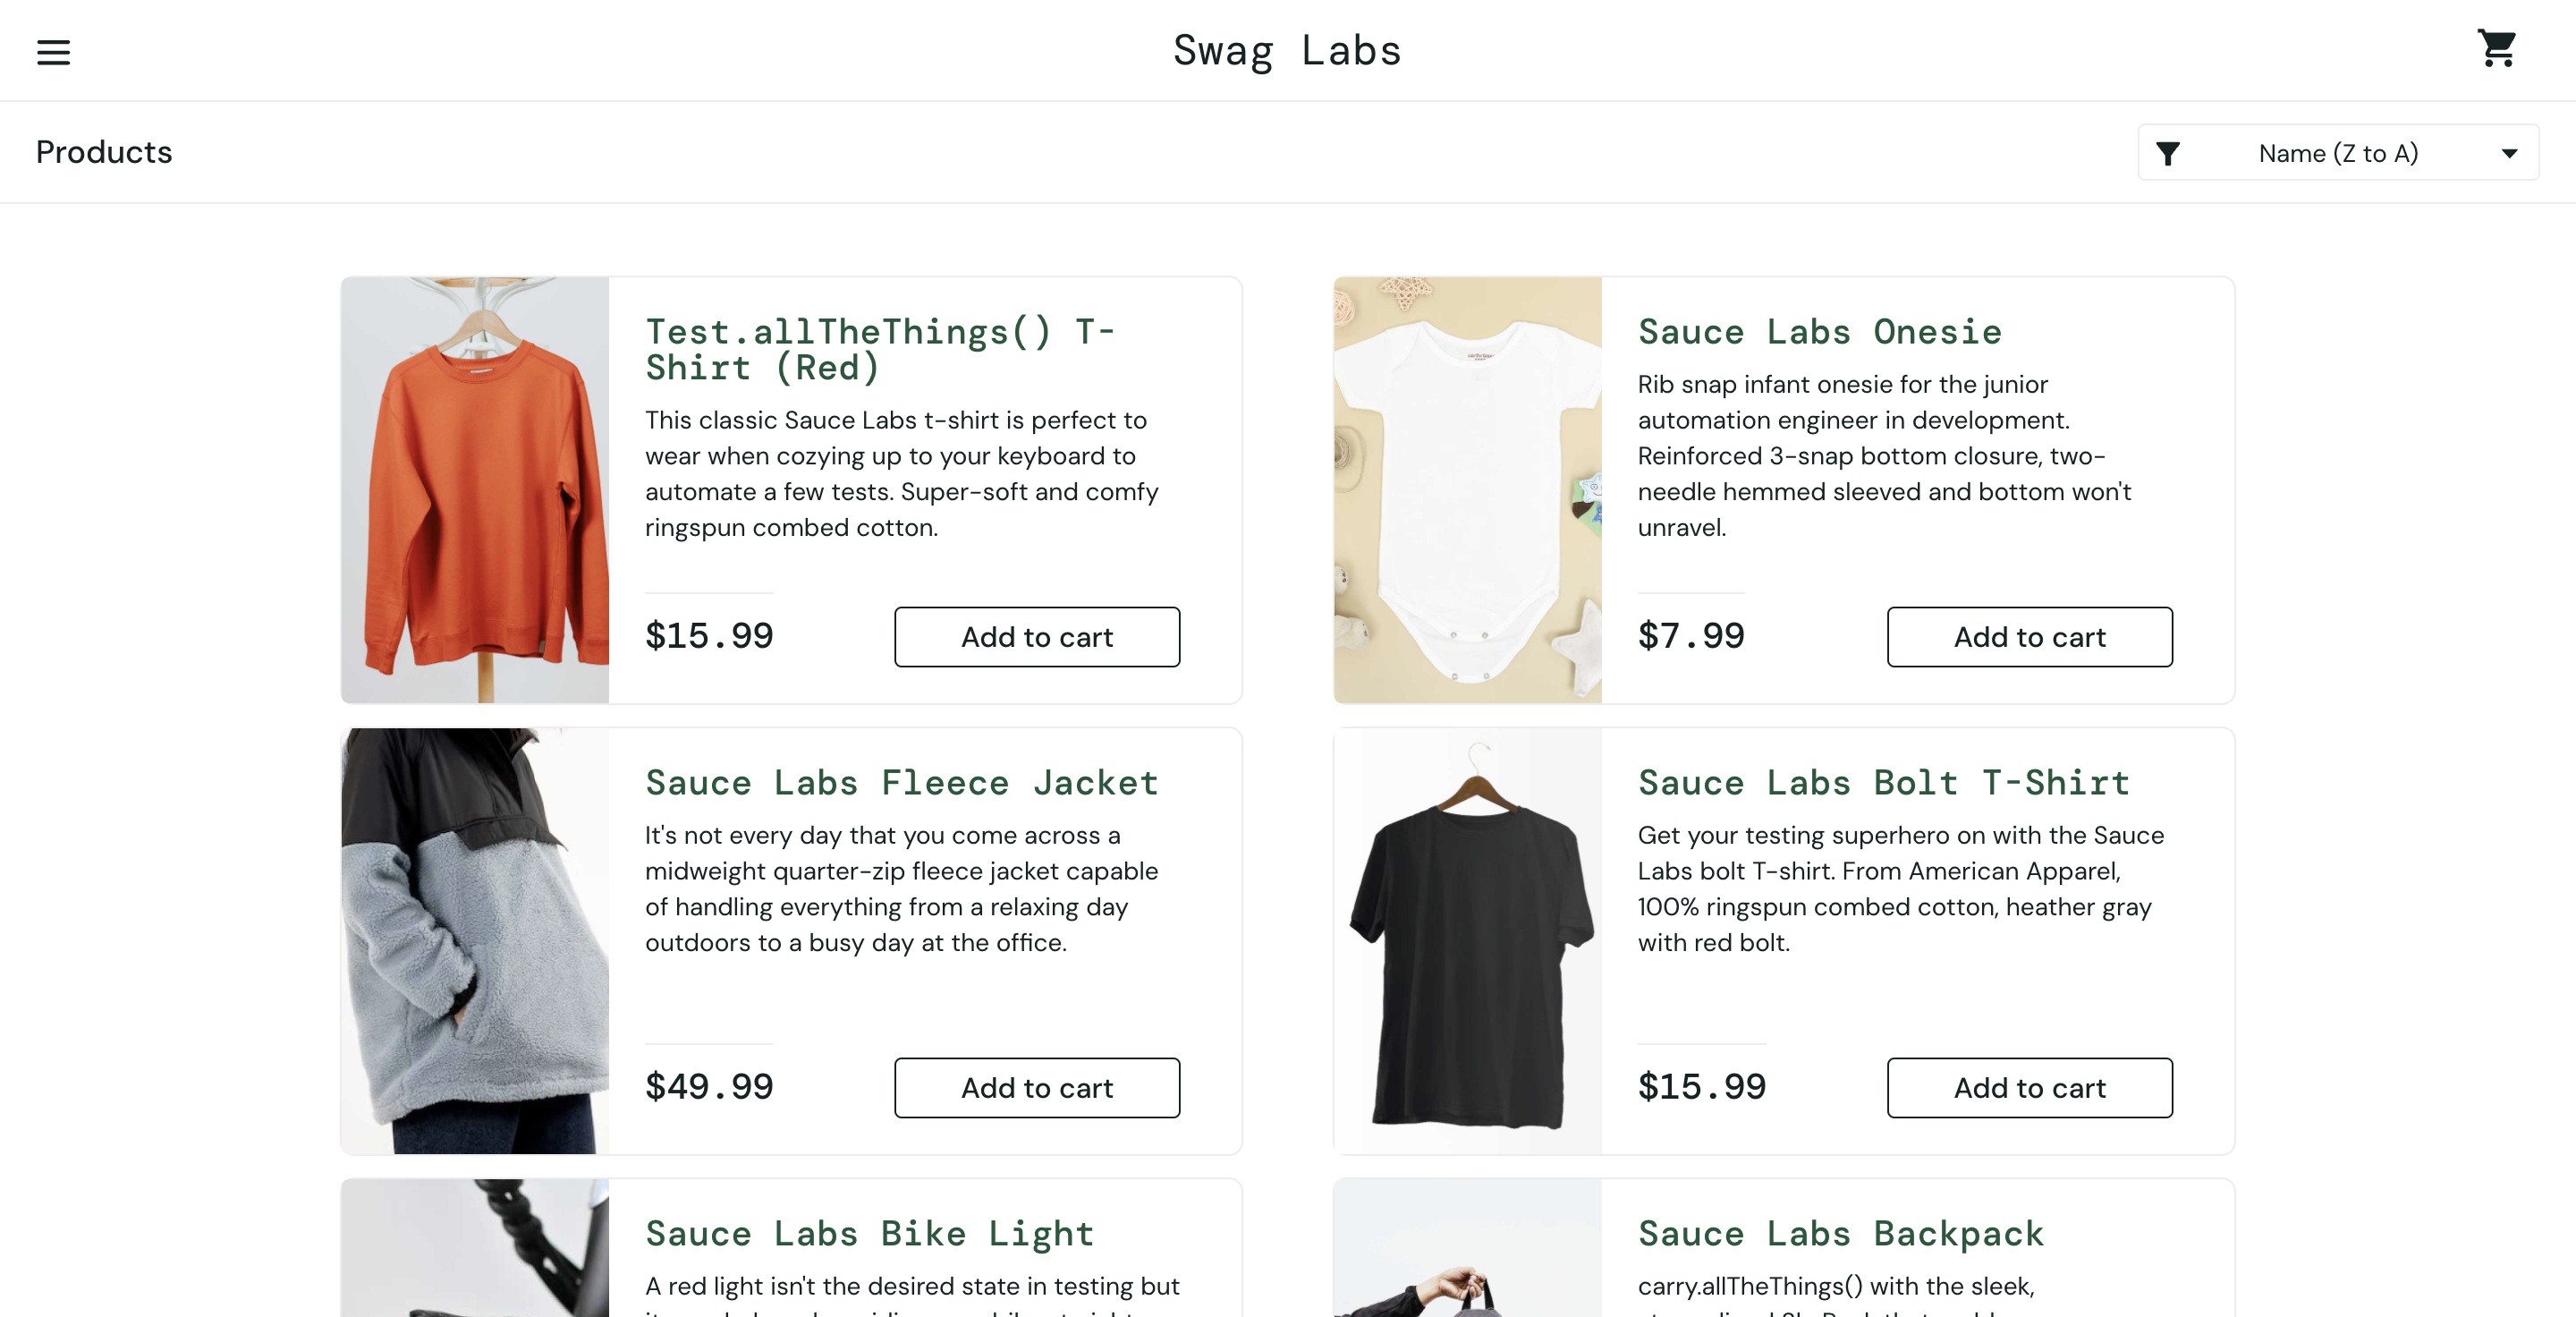 Swag Labs
Products
Name (Z to A)
Test.allTheThings() T-
Shirt (Red)
This classic Sauce Labs t-shirt is perfect to
wear when cozying up to your keyboard to
automate a few tests. Super-soft and comfy
ringspun combed cotton.
$15.99
Add to cart
Sauce Labs Onesie
Rib snap infant onesie for the junior
automation engineer in development.
Reinforced 3-snap bottom closure, two-
needle hemmed sleeved and bottom won't
unravel.
$7.99
Add to cart
Sauce Labs Fleece Jacket
It's not every day that you come across a
midweight quarter-zip fleece jacket capable
of handling everything from a relaxing day
outdoors to a busy day at the office.
$49.99
Add to cart
Sauce Labs Bolt T-Shirt
Get your testing superhero on with the Sauce
Labs bolt T-shirt. From American Apparel,
100% ringspun combed cotton, heather gray
with red bolt.
$15.99
Add to cart
Sauce Labs Bike Light
A red light isn't the desired state in testing but
Sauce Labs Backpack
carry.allTheThings() with the sleek,